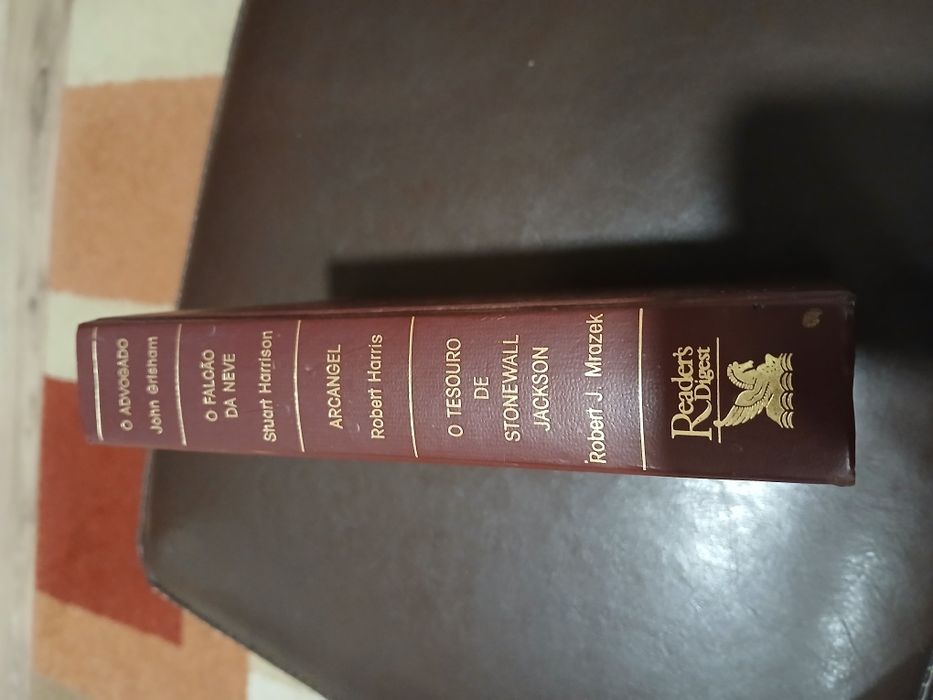 O ADVOGADO
John Grisham
O FALCÃO
DA NEVE
Stuart Harrison
ARCANGEL
Robert Harris
O TESOURO
DE
STONEWALL
JACKSON
Robert J. Mrazek
Reader's
Digest